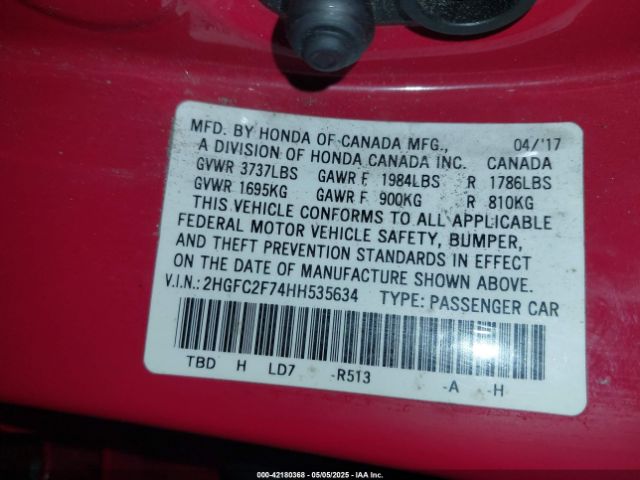 MFD. BY HONDA OF CANADA MFG., 04/'17
A DIVISION OF HONDA CANADA INC. CANADA
GVWR 3737LBS GAWR F 1984LBS R 1786LBS
GVWR 1695KG GAWR F 900KG R 810KG
THIS VEHICLE CONFORMS TO ALL APPLICABLE
FEDERAL MOTOR VEHICLE SAFETY, BUMPER,
AND THEFT PREVENTION STANDARDS IN EFFECT
ON THE DATE OF MANUFACTURE SHOWN ABOVE.
V.I.N.: 2HGFC2F74HH535634 TYPE: PASSENGER CAR
TBD H LD7 -R513 -A -H
000-42180368 - 05/05/2025 - IAA Inc.